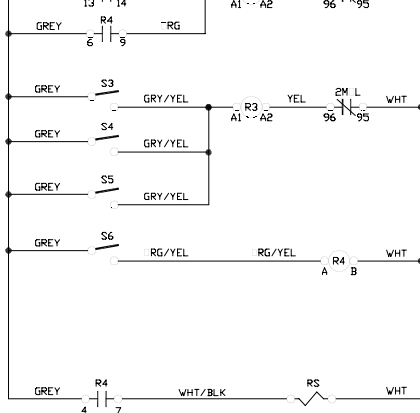 13 14 A1 A2 96 95
GREY R4 RG
6 9
S3
GREY GRY/YEL R3 YEL 2M L WHT
A1 A2 96 95
S4
GREY GRY/YEL
S5
GREY GRY/YEL
S6
GREY RG/YEL RG/YEL R4 WHT
A B
R4 RS
GREY WHT/BLK WHT
4 7